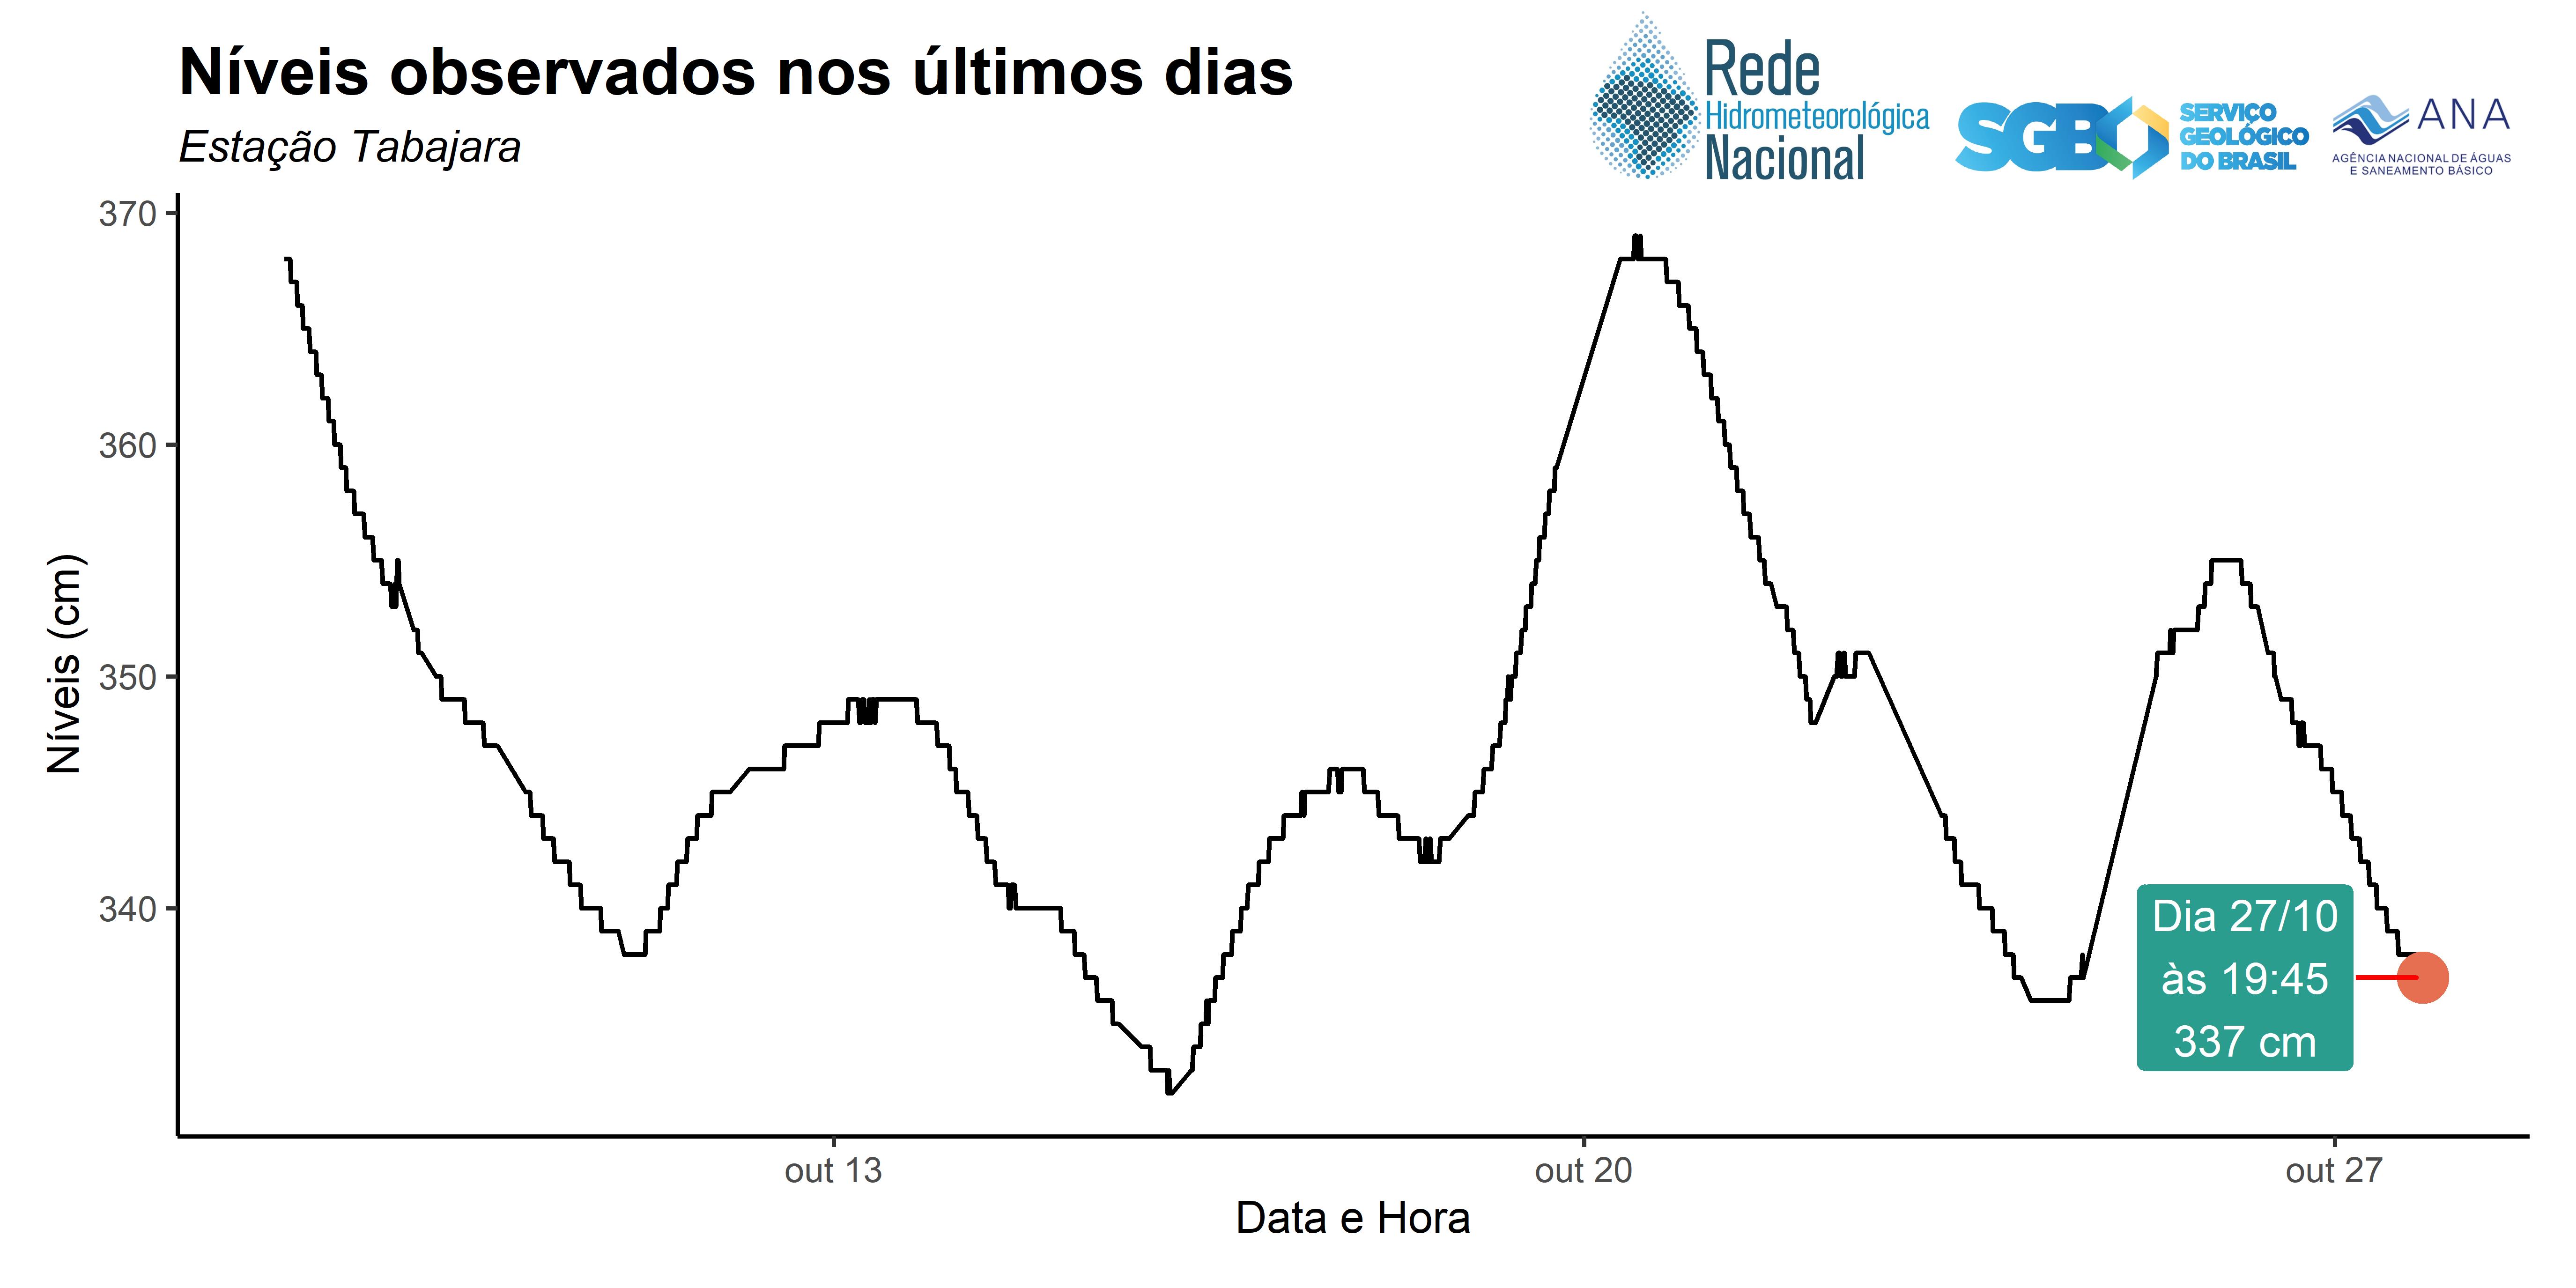 Níveis observados nos últimos dias
Estação Tabajara
Rede
Hidrometeorológica
Nacional
SGB
SERVIÇO
GEOLÓGICO
DO BRASIL
ANA
AGÊNCIA NACIONAL DE ÁGUAS
E SANEAMENTO BÁSICO
Níveis (cm)
370
360
350
340
Dia 27/10
às 19:45
337 cm
out 13
out 20
out 27
Data e Hora